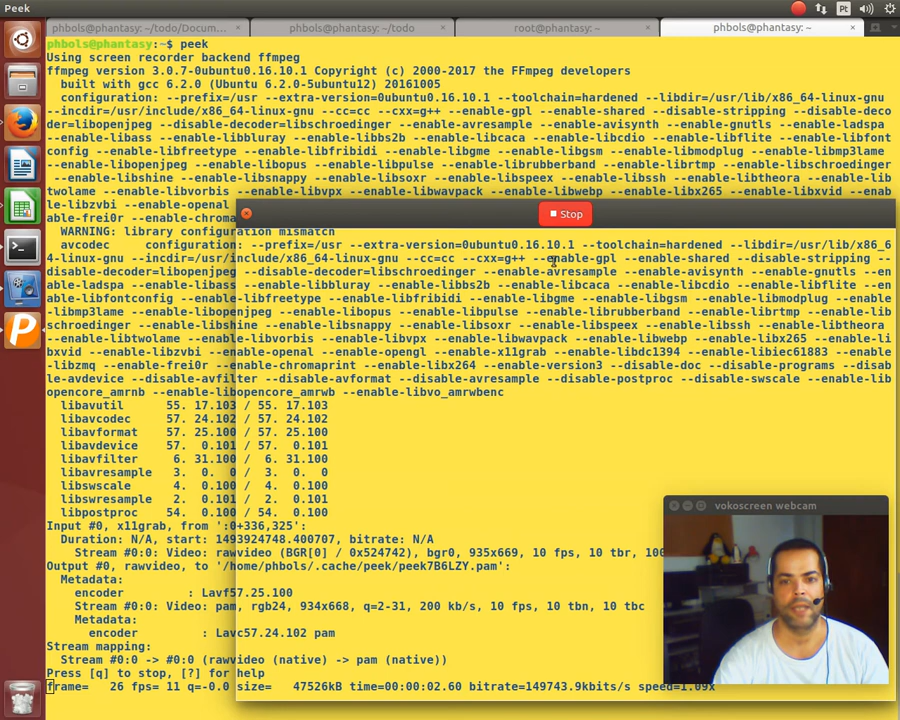 Peek
Pt
phbols@phantasy: ~/todo/Docum...
×
phbols@phantasy: ~/todo
×
root@phantasy: ~
×
phbols@phantasy: ~
×
phbols@phantasy:~$ peek
Using screen recorder backend ffmpeg
ffmpeg version 3.0.7-0ubuntu0.16.10.1 Copyright (c) 2000-2017 the FFmpeg developers
built with gcc 6.2.0 (Ubuntu 6.2.0-5ubuntu12) 20161005
configuration: --prefix=/usr --extra-version=0ubuntu0.16.10.1 --toolchain=hardened --libdir=/usr/lib/x86_64-linux-gnu
--incdir=/usr/include/x86_64-linux-gnu --cc=cc --cxx=g++ --enable-gpl --enable-shared --disable-stripping --disable-deco
der=libopenjpeg --disable-decoder=libschroedinger --enable-avresample --enable-avisynth --enable-gnutls --enable-ladspa
--enable-libass --enable-libbluray --enable-libbs2b --enable-libcaca --enable-libcdio --enable-libflite --enable-libfont
config --enable-libfreetype --enable-libfribidi --enable-libgme --enable-libgsm --enable-libmodplug --enable-libmp3lame
--enable-libopenjpeg --enable-libopus --enable-libpulse --enable-librubberband --enable-librtmp --enable-libschroedinger
--enable-libshine --enable-libsnappy --enable-libsoxr --enable-libspeex --enable-libssh --enable-libtheora --enable-lib
twolame --enable-libvorbis --enable-libvpx --enable-libwavpack --enable-libwebp --enable-libx265 --enable-libxvid --enab
le-libzvbi --enable-openal
able-frei0r --enable-chroma
Stop
WARNING: library configuration mismatch
avcodec configuration: --prefix=/usr --extra-version=0ubuntu0.16.10.1 --toolchain=hardened --libdir=/usr/lib/x86_6
4-linux-gnu --incdir=/usr/include/x86_64-linux-gnu --cc=cc --cxx=g++ --enable-gpl --enable-shared --disable-stripping --
disable-decoder=libopenjpeg --disable-decoder=libschroedinger --enable-avresample --enable-avisynth --enable-gnutls --en
able-ladspa --enable-libass --enable-libbluray --enable-libbs2b --enable-libcaca --enable-libcdio --enable-libflite --en
able-libfontconfig --enable-libfreetype --enable-libfribidi --enable-libgme --enable-libgsm --enable-libmodplug --enable
-libmp3lame --enable-libopenjpeg --enable-libopus --enable-libpulse --enable-librubberband --enable-librtmp --enable-lib
schroedinger --enable-libshine --enable-libsnappy --enable-libsoxr --enable-libspeex --enable-libssh --enable-libtheora
--enable-libtwolame --enable-libvorbis --enable-libvpx --enable-libwavpack --enable-libwebp --enable-libx265 --enable-li
bxvid --enable-libzvbi --enable-openal --enable-opengl --enable-x11grab --enable-libdc1394 --enable-libiec61883 --enable
-libzmq --enable-frei0r --enable-chromaprint --enable-libx264 --enable-version3 --disable-doc --disable-programs --disab
le-avdevice --disable-avfilter --disable-avformat --disable-avresample --disable-postproc --disable-swscale --enable-lib
opencore_amrnb --enable-libopencore_amrwb --enable-libvo_amrwbenc
libavutil 55. 17.103 / 55. 17.103
libavcodec 57. 24.102 / 57. 24.102
libavformat 57. 25.100 / 57. 25.100
libavdevice 57. 0.101 / 57. 0.101
libavfilter 6. 31.100 / 6. 31.100
libavresample 3. 0. 0 / 3. 0. 0
libswscale 4. 0.100 / 4. 0.100
libswresample 2. 0.101 / 2. 0.101
libpostproc 54. 0.100 / 54. 0.100
vokoscreen webcam
Input #0, x11grab, from ':0+336,325':
Duration: N/A, start: 1493924748.400707, bitrate: N/A
Stream #0:0: Video: rawvideo (BGR[0] / 0x524742), bgr0, 935x669, 10 fps, 10 tbr, 100
Output #0, rawvideo, to '/home/phbols/.cache/peek/peek7B6LZY.pam':
Metadata:
encoder : Lavf57.25.100
Stream #0:0: Video: pam, rgb24, 934x668, q=2-31, 200 kb/s, 10 fps, 10 tbn, 10 tbc
Metadata:
encoder : Lavc57.24.102 pam
Stream mapping:
Stream #0:0 -> #0:0 (rawvideo (native) -> pam (native))
Press [q] to stop, [?] for help
frame= 26 fps= 11 q=-0.0 size= 47526kB time=00:00:02.60 bitrate=149743.9kbits/s speed=1.09x